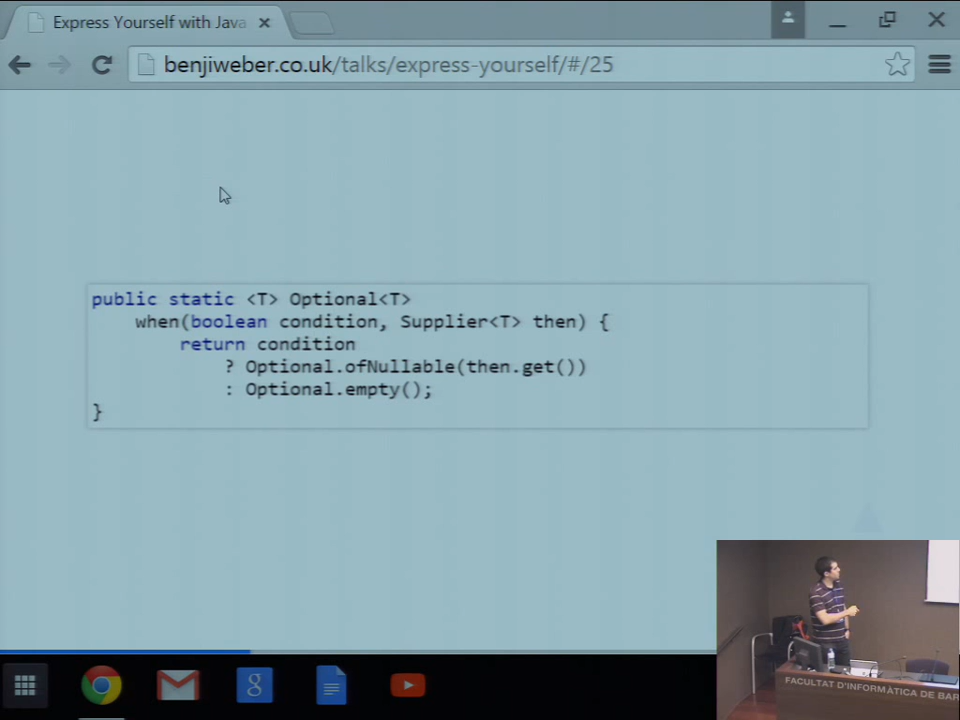 Express Yourself with Java
benjiweber.co.uk/talks/express-yourself/#/25
public static <T> Optional<T>
when(boolean condition, Supplier<T> then) {
return condition
? Optional.ofNullable(then.get())
: Optional.empty();
}
FACULTAT D'INFORMÀTICA DE BAR